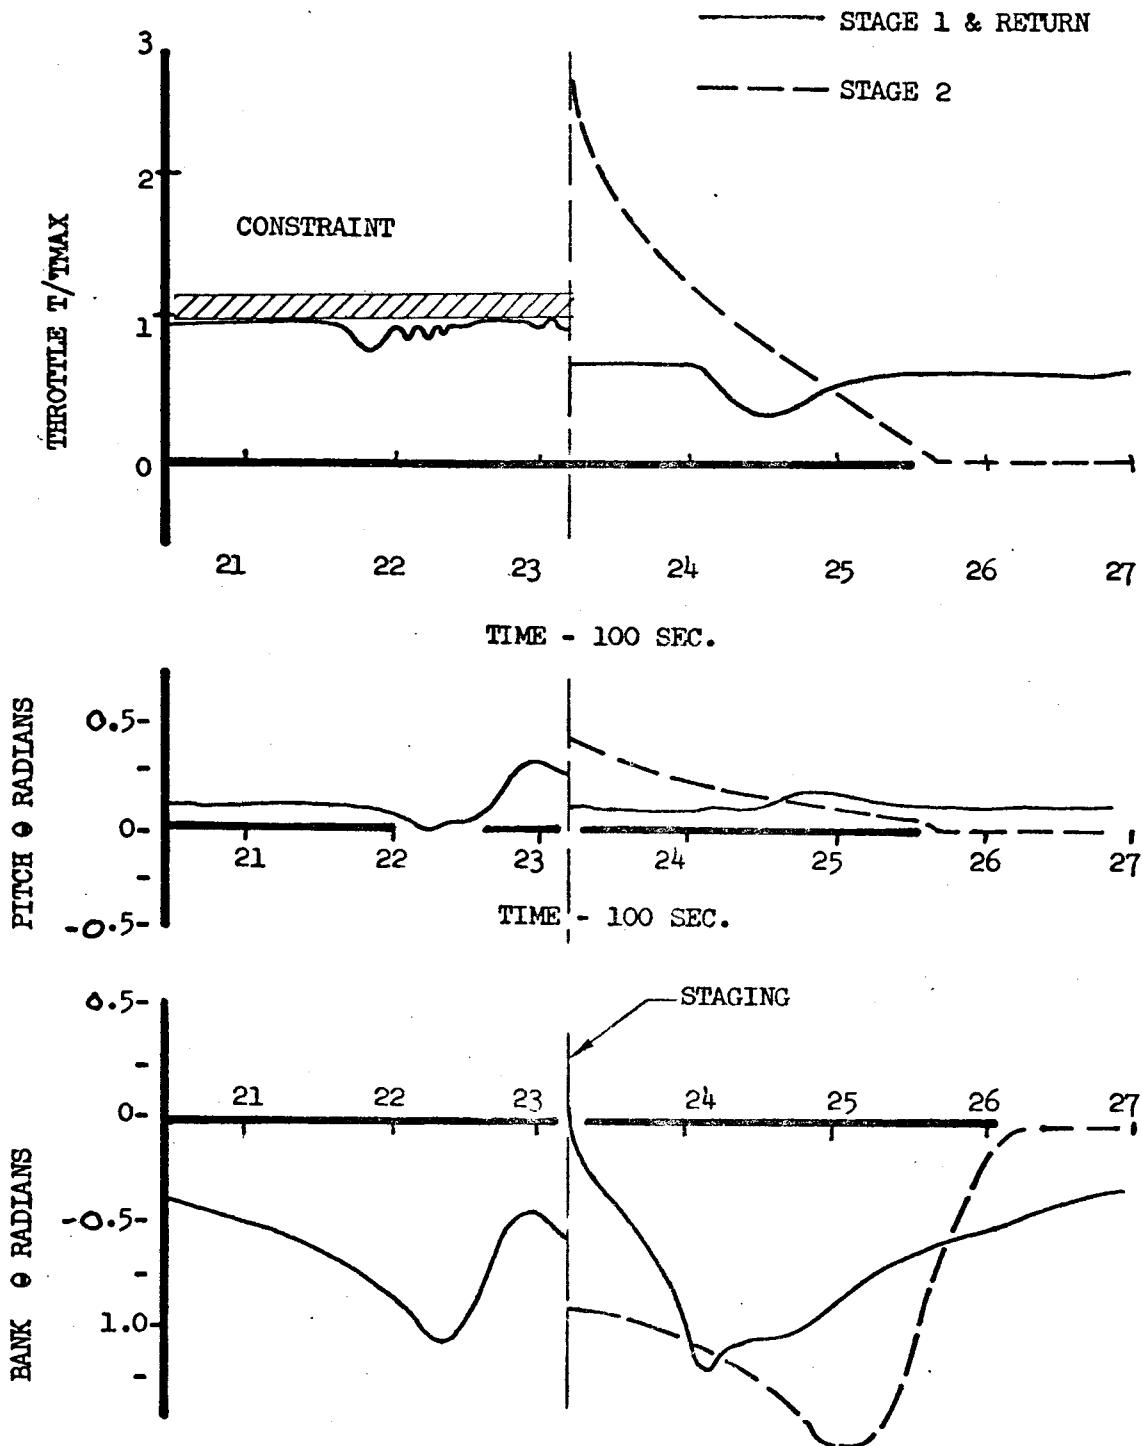 STAGE 1 & RETURN
STAGE 2
3
2
1
0
THROTTLE T/TMAX
CONSTRAINT
21 22 23 24 25 26 27
TIME - 100 SEC.
PITCH θ RADIANS
0.5-
0-
-0.5-
21 22 23 24 25 26 27
TIME - 100 SEC.
STAGING
BANK θ RADIANS
0.5-
0-
-0.5-
1.0-
21 22 23 24 25 26 27